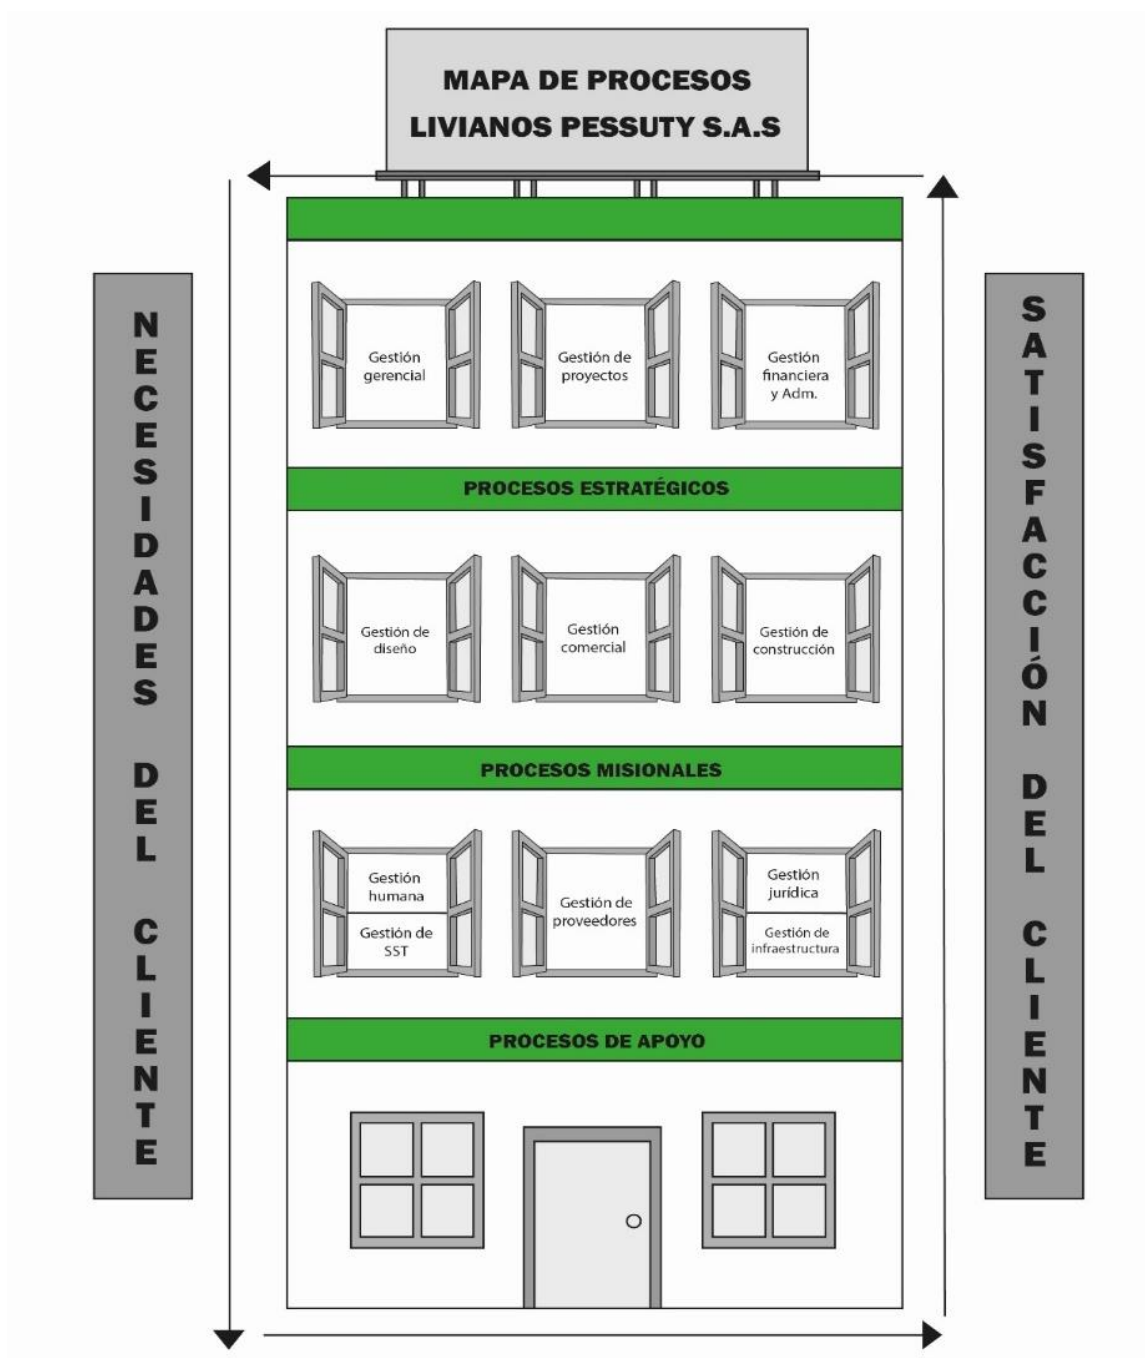 MAPA DE PROCESOS
LIVIANOS PESSUTY S.A.S
NECESIDADES DEL CLIENTE
Gestión
gerencial
Gestión de
proyectos
Gestión
financiera
y Adm.
PROCESOS ESTRATÉGICOS
Gestión de
diseño
Gestión
comercial
Gestión de
construcción
PROCESOS MISIONALES
Gestión
humana
Gestión de
SST
Gestión de
proveedores
Gestión
jurídica
Gestión de
infraestructura
PROCESOS DE APOYO
SATISFACCIÓN DEL CLIENTE